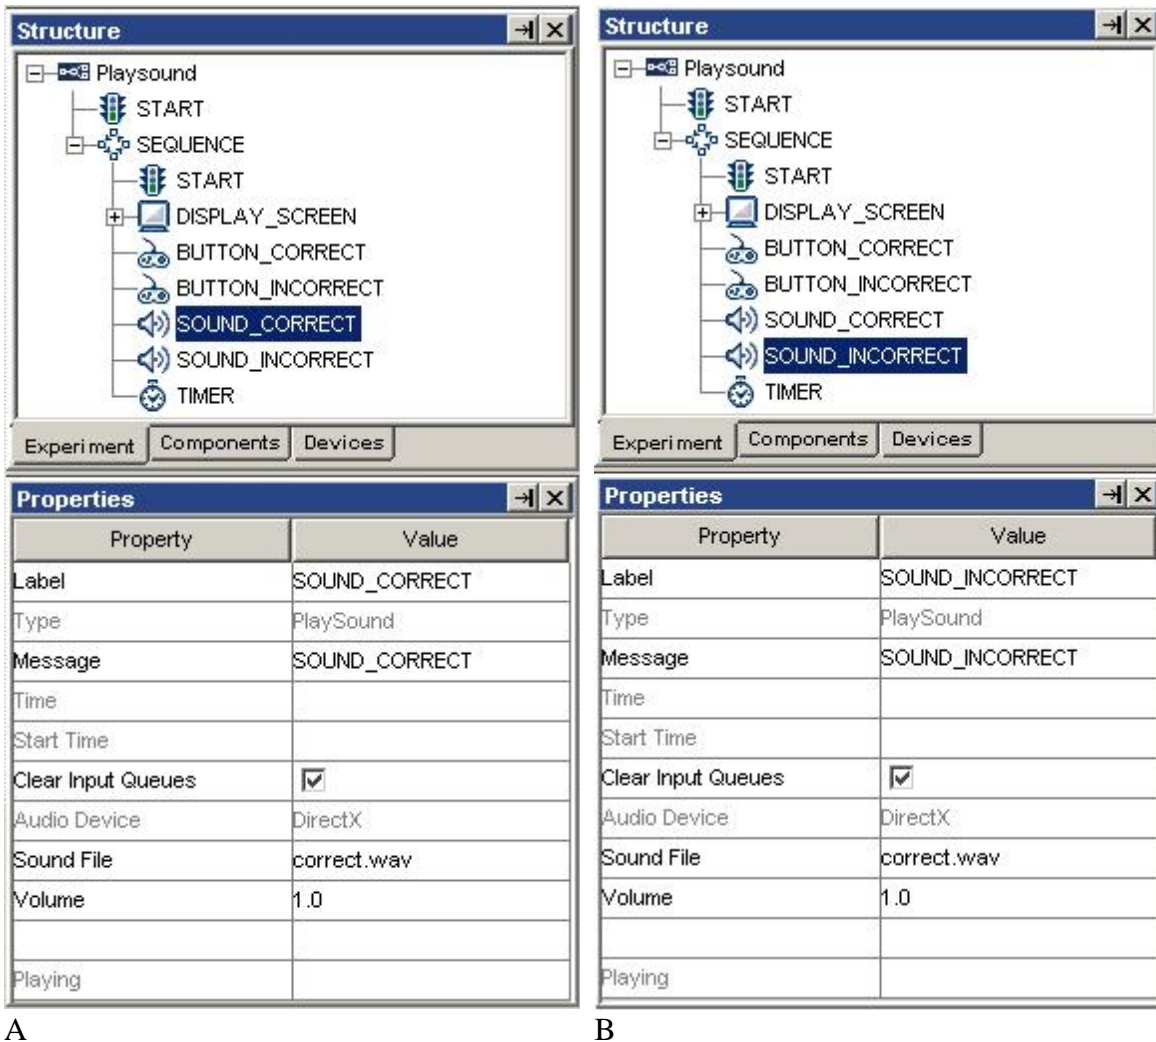 Structure
Playsound
START
SEQUENCE
START
DISPLAY_SCREEN
BUTTON_CORRECT
BUTTON_INCORRECT
SOUND_CORRECT
SOUND_INCORRECT
TIMER
Experiment Components Devices
Properties
Property Value
Label SOUND_CORRECT
Type PlaySound
Message SOUND_CORRECT
Time
Start Time
Clear Input Queues
Audio Device DirectX
Sound File correct.wav
Volume 1.0
Playing
A
Structure
Playsound
START
SEQUENCE
START
DISPLAY_SCREEN
BUTTON_CORRECT
BUTTON_INCORRECT
SOUND_CORRECT
SOUND_INCORRECT
TIMER
Experiment Components Devices
Properties
Property Value
Label SOUND_INCORRECT
Type PlaySound
Message SOUND_INCORRECT
Time
Start Time
Clear Input Queues
Audio Device DirectX
Sound File correct.wav
Volume 1.0
Playing
B